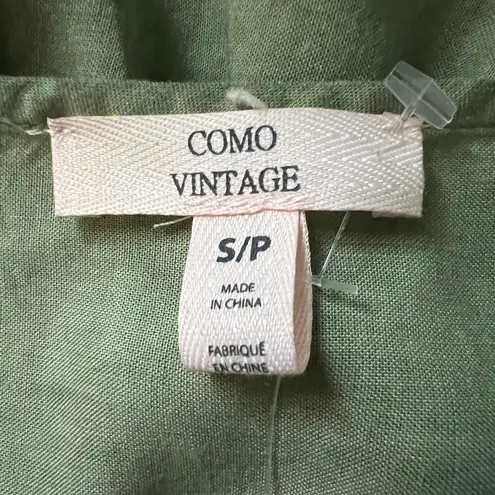 COMO
VINTAGE
S/P
MADE
IN CHINA
FABRIQUÉ
EN CHINE